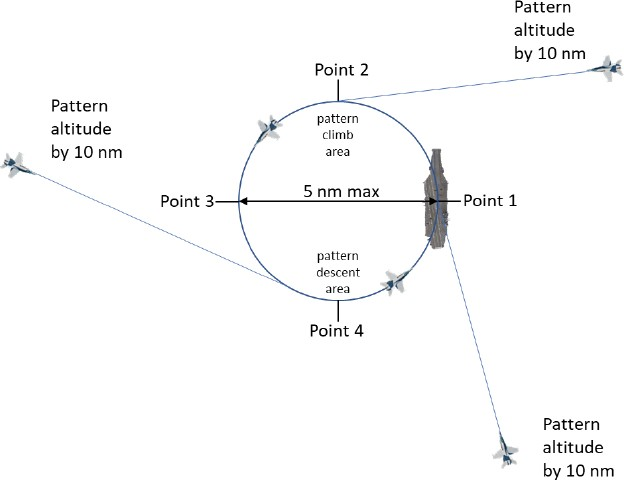 Pattern
altitude
by 10 nm
Point 2
Pattern
altitude
by 10 nm
pattern
climb
area
Point 3
5 nm max
Point 1
pattern
descent
area
Point 4
Pattern
altitude
by 10 nm